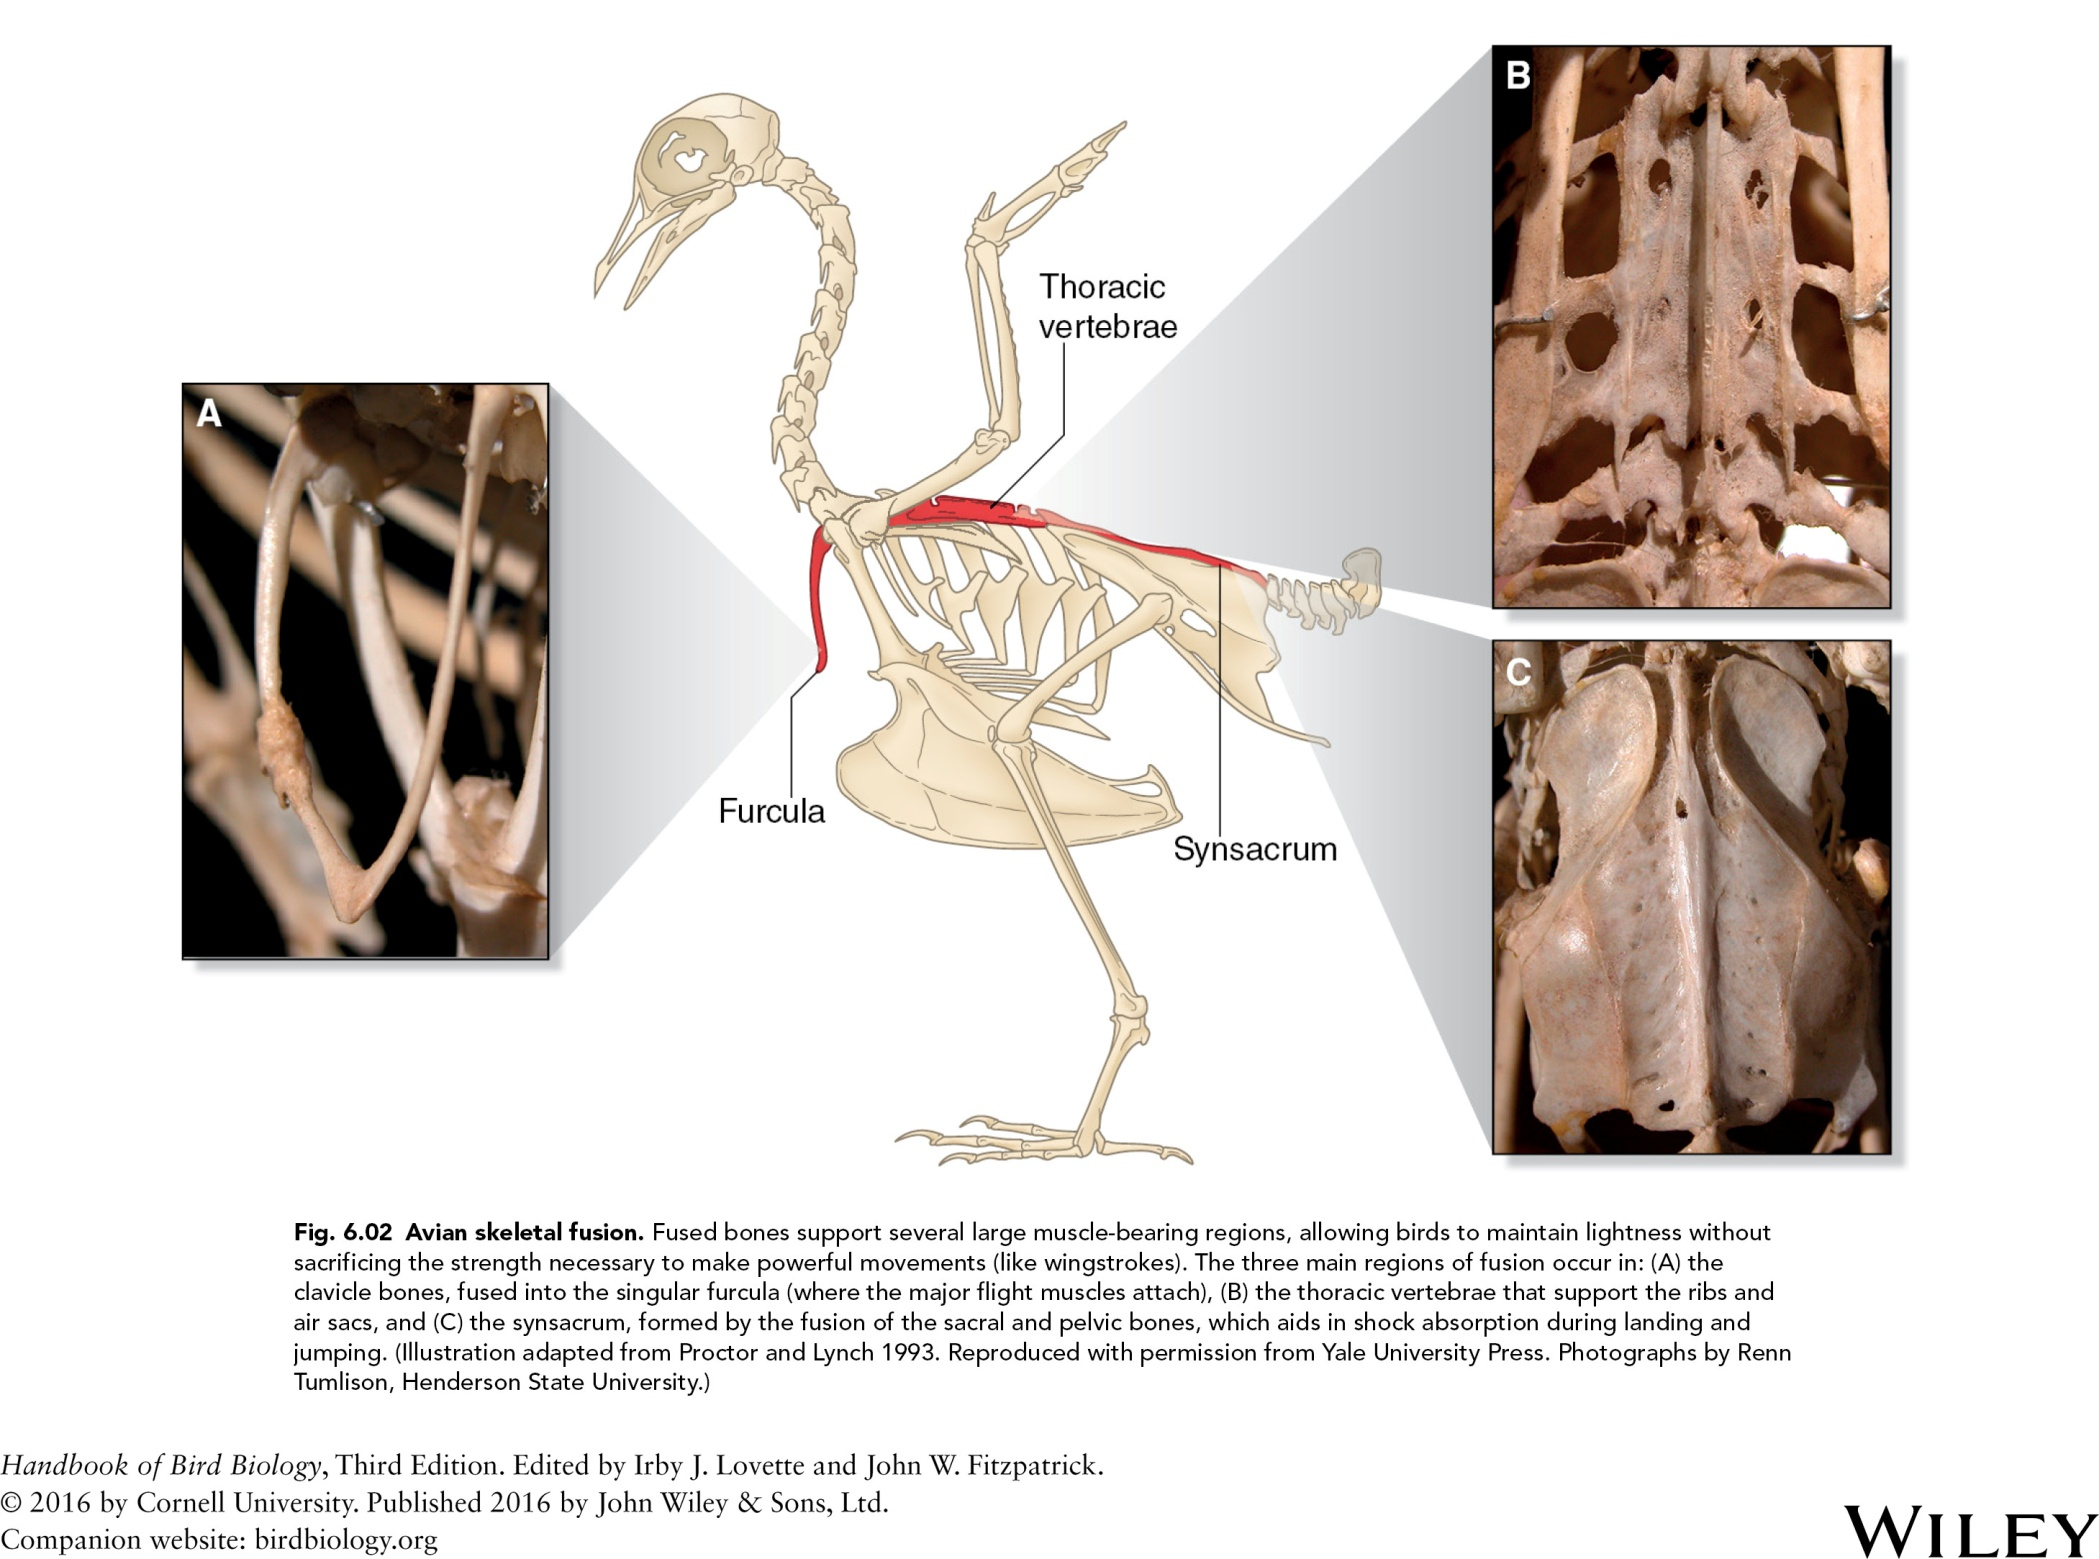 B
Thoracic
vertebrae
A
C
Furcula
Synsacrum
Fig. 6.02 Avian skeletal fusion. Fused bones support several large muscle-bearing regions, allowing birds to maintain lightness without
sacrificing the strength necessary to make powerful movements (like wingstrokes). The three main regions of fusion occur in: (A) the
clavicle bones, fused into the singular furcula (where the major flight muscles attach), (B) the thoracic vertebrae that support the ribs and
air sacs, and (C) the synsacrum, formed by the fusion of the sacral and pelvic bones, which aids in shock absorption during landing and
jumping. (Illustration adapted from Proctor and Lynch 1993. Reproduced with permission from Yale University Press. Photographs by Renn
Tumlison, Henderson State University.)
Handbook of Bird Biology, Third Edition. Edited by Irby J. Lovette and John W. Fitzpatrick.
© 2016 by Cornell University. Published 2016 by John Wiley & Sons, Ltd.
Companion website: birdbiology.org
WILEY